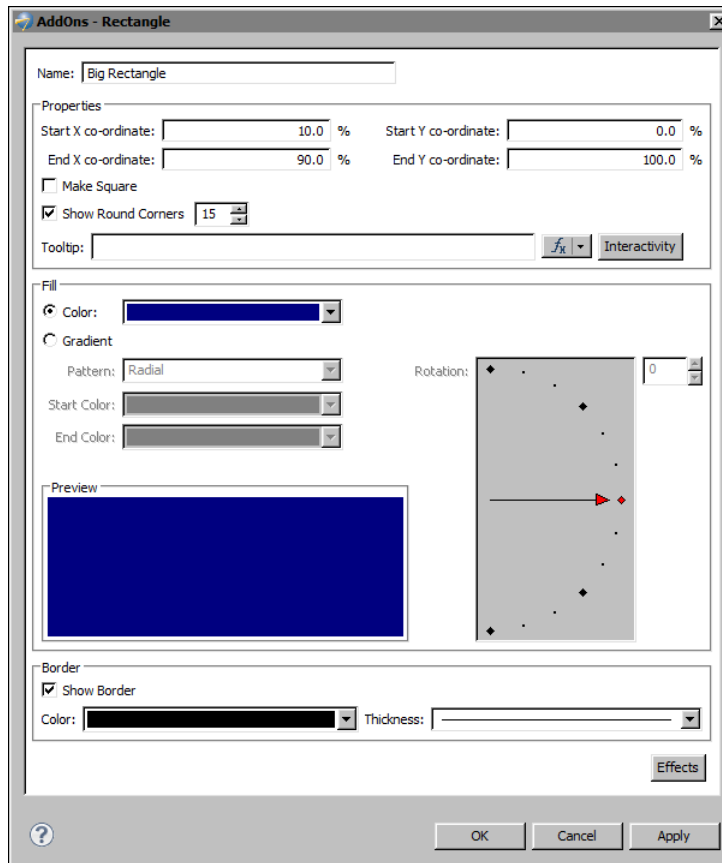 AddOns - Rectangle
Name: Big Rectangle
Properties
Start X co-ordinate: 10.0 % Start Y co-ordinate: 0.0 %
End X co-ordinate: 90.0 % End Y co-ordinate: 100.0 %
Make Square
Show Round Corners 15
Tooltip: fx Interactivity
Fill
Color:
Gradient
Pattern: Radial Rotation: 0
Start Color:
End Color:
Preview
Border
Show Border
Color: Thickness:
Effects
? OK Cancel Apply